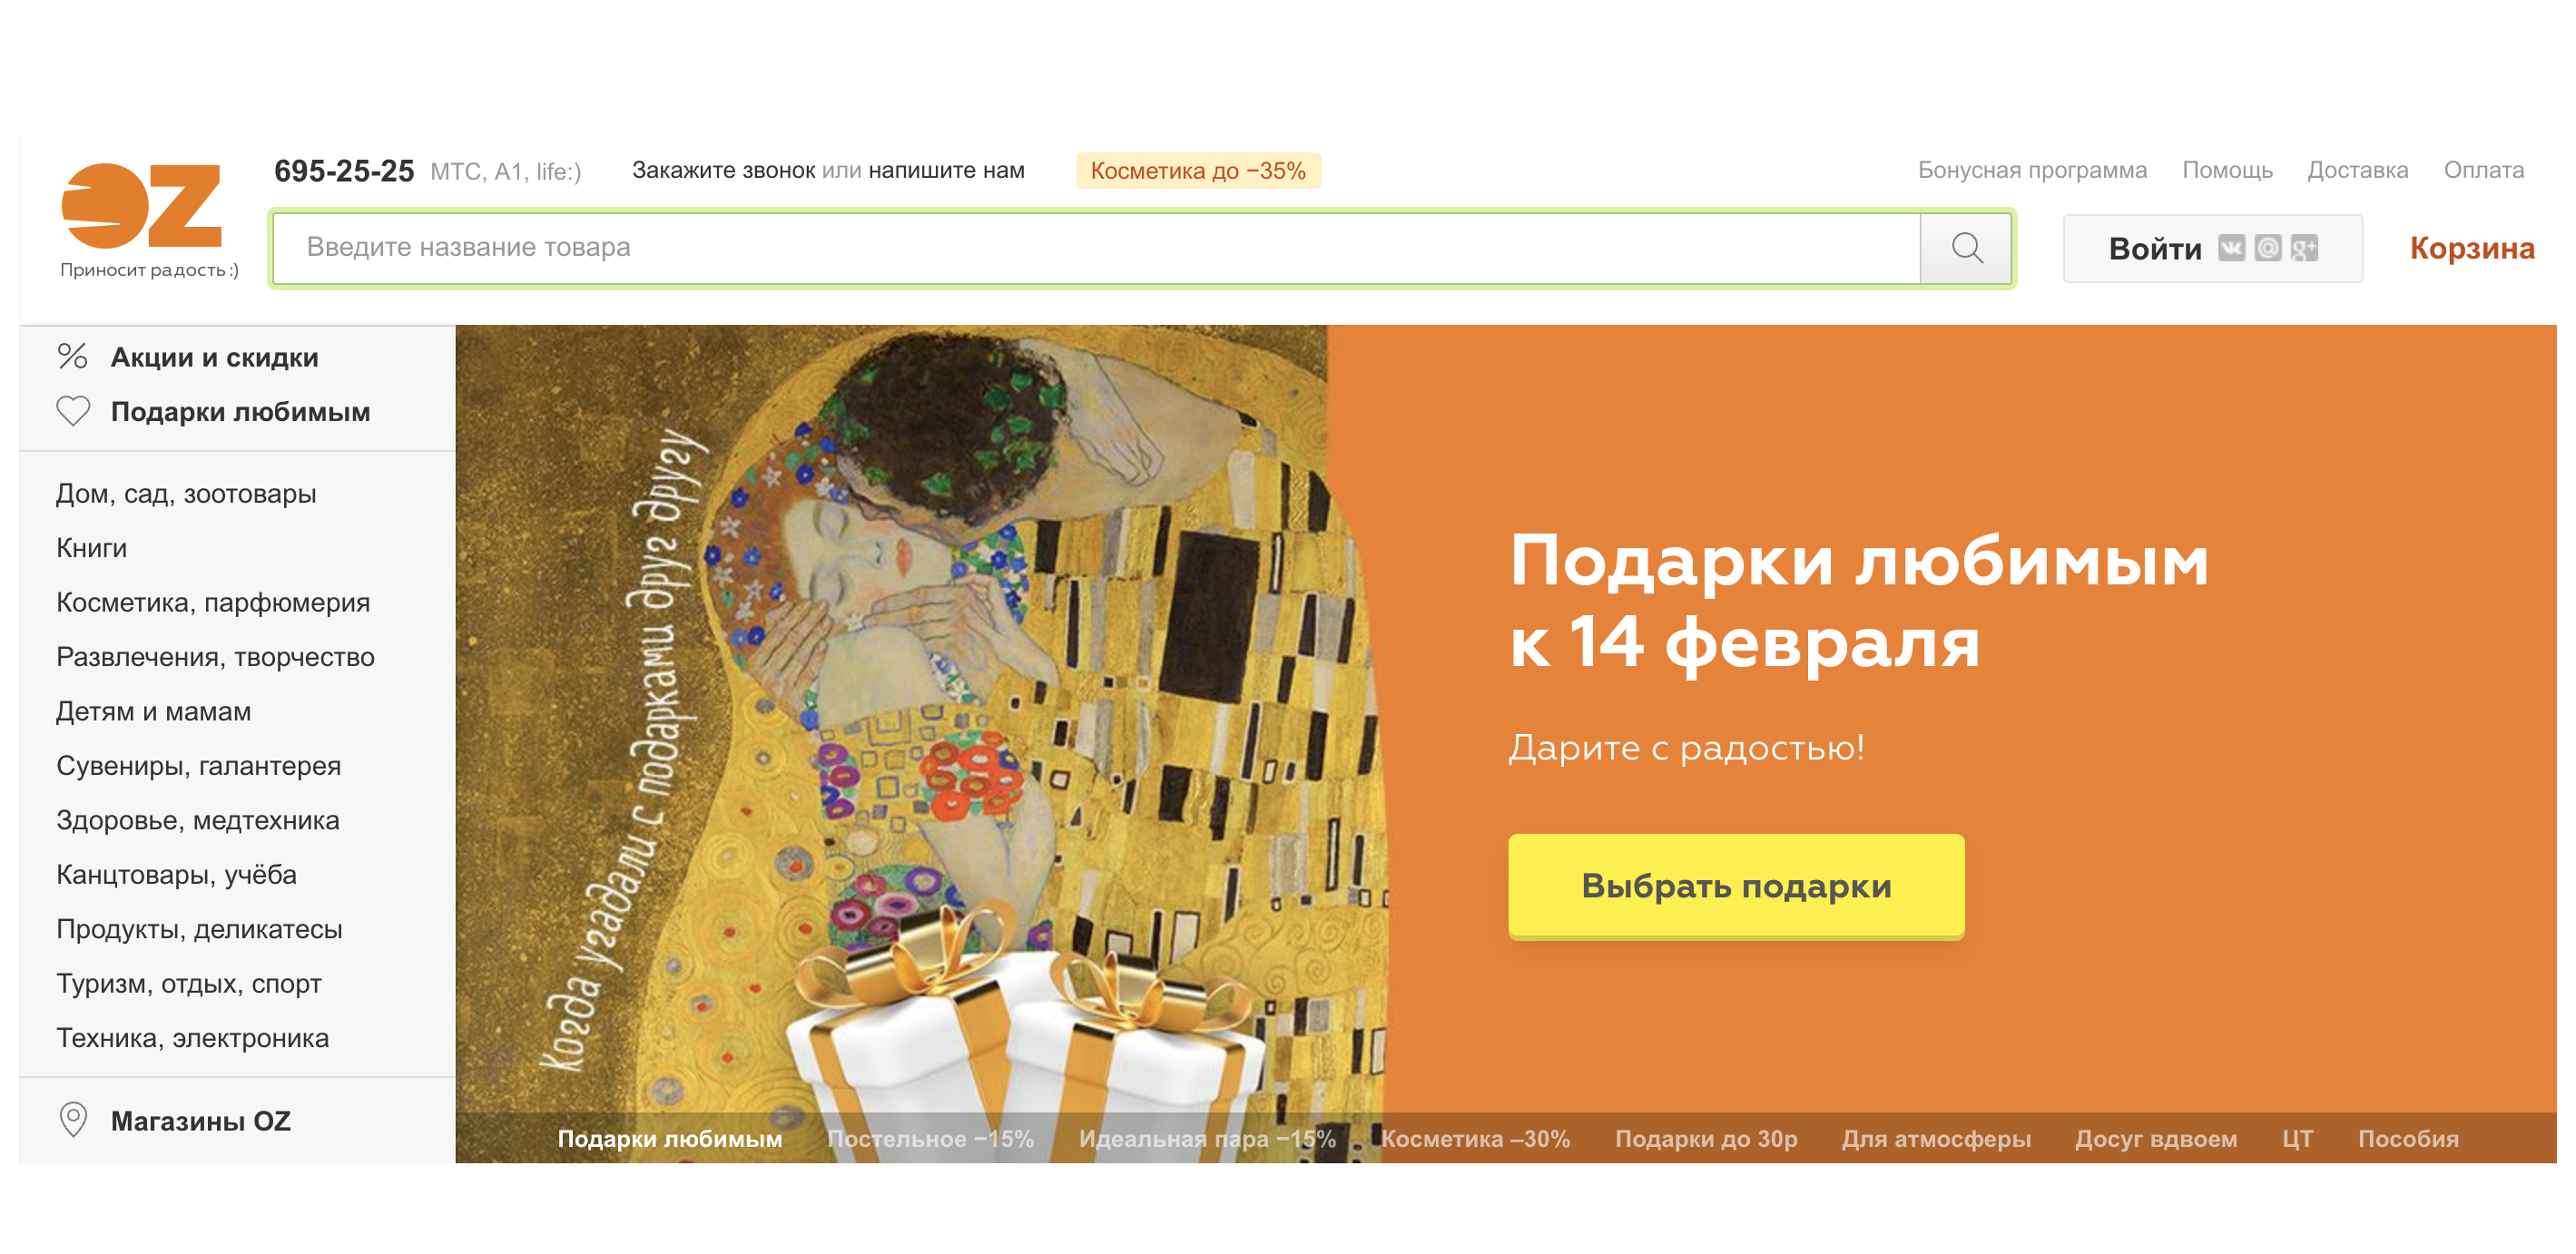 OZ
Приносит радость :)
695-25-25 МТС, А1, life:) Закажите звонок или напишите нам Косметика до −35% Бонусная программа Помощь Доставка Оплата
Введите название товара
Войти
Корзина
Акции и скидки
Подарки любимым
Дом, сад, зоотовары
Книги
Косметика, парфюмерия
Развлечения, творчество
Детям и мамам
Сувениры, галантерея
Здоровье, медтехника
Канцтовары, учёба
Продукты, деликатесы
Туризм, отдых, спорт
Техника, электроника
Магазины OZ
Когда угадали с подарками друг другу
Подарки любимым
к 14 февраля
Дарите с радостью!
Выбрать подарки
Подарки любимым Постельное −15% Идеальная пара −15% Косметика –30% Подарки до 30р Для атмосферы Досуг вдвоем ЦТ Пособия